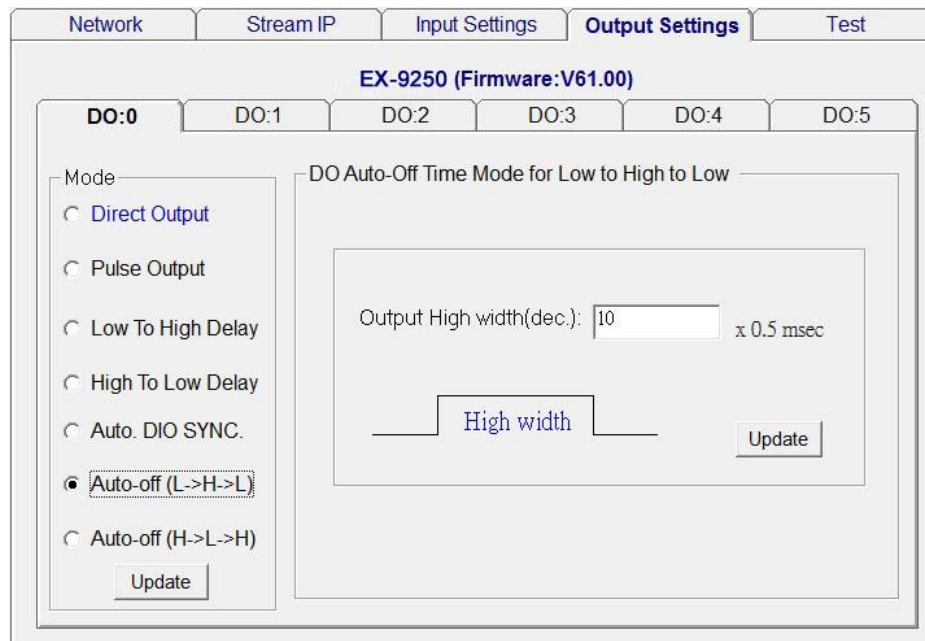 Network Stream IP Input Settings Output Settings Test
EX-9250 (Firmware:V61.00)
DO:0 DO:1 DO:2 DO:3 DO:4 DO:5
Mode
Direct Output
Pulse Output
Low To High Delay
High To Low Delay
Auto. DIO SYNC.
Auto-off (L->H->L)
Auto-off (H->L->H)
Update
DO Auto-Off Time Mode for Low to High to Low
Output High width(dec.): 10 x 0.5 msec
High width
Update